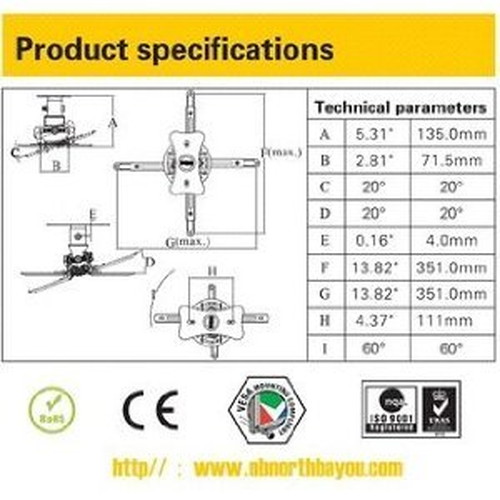 Product specifications
Technical parameters
A 5.31" 135.0mm
B 2.81" 71.5mm
C 20° 20°
D 20° 20°
E 0.16" 4.0mm
F 13.82" 351.0mm
G 13.82" 351.0mm
H 4.37" 111mm
I 60° 60°
A
C
B
F(max.)
G(max.)
E
D
H
I
RoHS
CE
VESA MOUNTING COMPLIANT
nqa
ISO 9001
Registered
UKAS
http// : www.nbnorthbayou.com